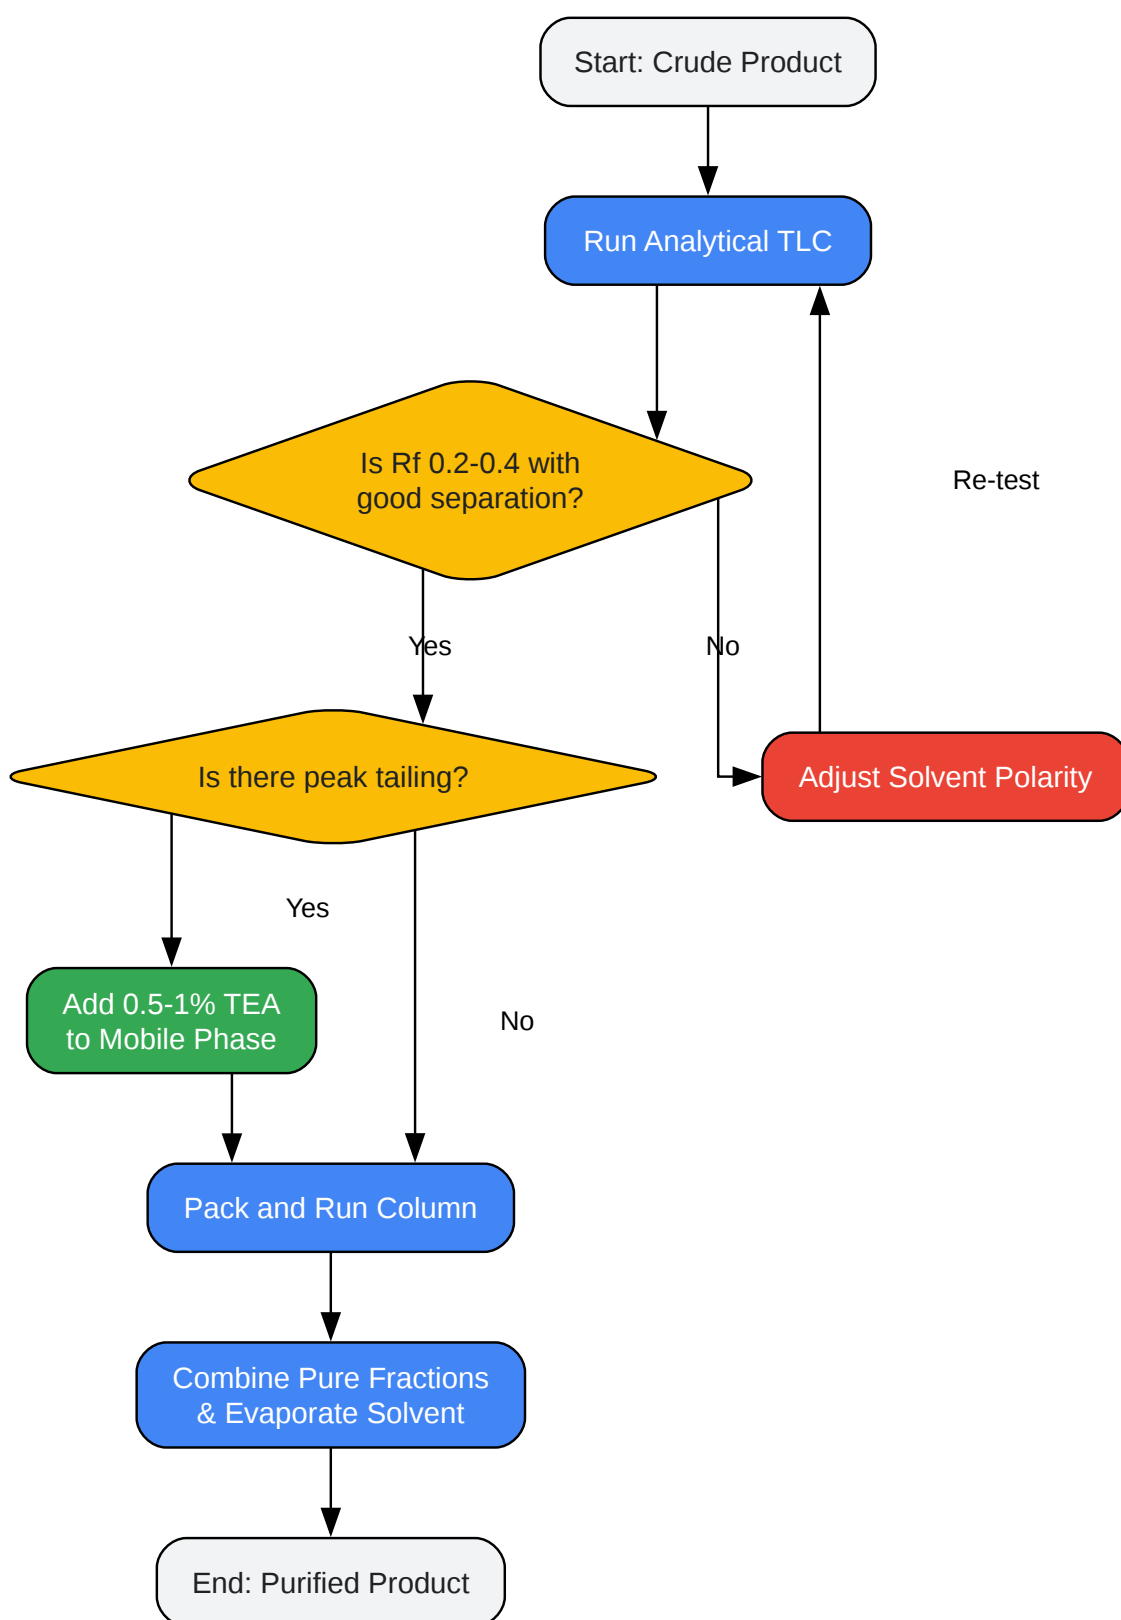 Start: Crude Product
Run Analytical TLC
Is Rf 0.2-0.4 with
good separation?
Re-test
Yes
No
Is there peak tailing?
Adjust Solvent Polarity
Yes
Add 0.5-1% TEA
to Mobile Phase
No
Pack and Run Column
Combine Pure Fractions
& Evaporate Solvent
End: Purified Product